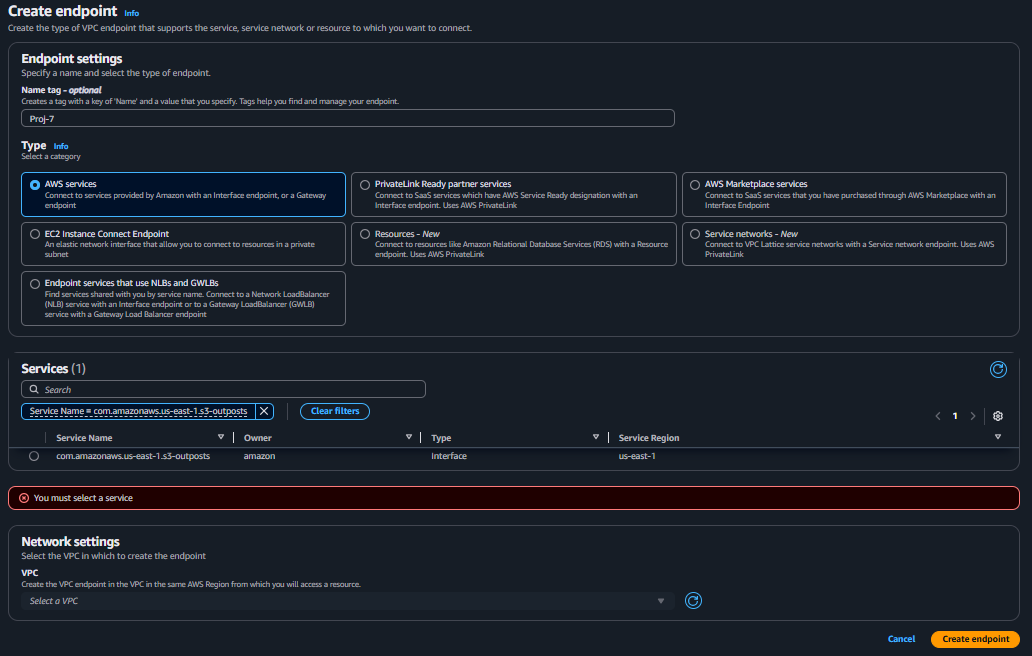 Create endpoint Info
Create the type of VPC endpoint that supports the service, service network or resource to which you want to connect.
Endpoint settings
Specify a name and select the type of endpoint.
Name tag - optional
Creates a tag with a key of 'Name' and a value that you specify. Tags help you find and manage your endpoint.
Proj-7
Type Info
Select a category
AWS services
Connect to services provided by Amazon with an Interface endpoint, or a Gateway
endpoint
PrivateLink Ready partner services
Connect to SaaS services which have AWS Service Ready designation with an
Interface endpoint. Uses AWS PrivateLink
AWS Marketplace services
Connect to SaaS services that you have purchased through AWS Marketplace with an
Interface Endpoint
EC2 Instance Connect Endpoint
An elastic network interface that allow you to connect to resources in a private
subnet
Resources - New
Connect to resources like Amazon Relational Database Services (RDS) with a Resource
endpoint. Uses AWS PrivateLink
Service networks - New
Connect to VPC Lattice service networks with a Service network endpoint. Uses AWS
PrivateLink
Endpoint services that use NLBs and GWLBs
Find services shared with you by service name. Connect to a Network LoadBalancer
(NLB) service with an Interface endpoint or to a Gateway LoadBalancer (GWLB)
service with a Gateway Load Balancer endpoint
Services (1)
Search
Service Name = com.amazonaws.us-east-1.s3-outposts
Clear filters
1
Service Name Owner Type Service Region
com.amazonaws.us-east-1.s3-outposts amazon Interface us-east-1
You must select a service
Network settings
Select the VPC in which to create the endpoint
VPC
Create the VPC endpoint in the VPC in the same AWS Region from which you will access a resource.
Select a VPC
Cancel Create endpoint